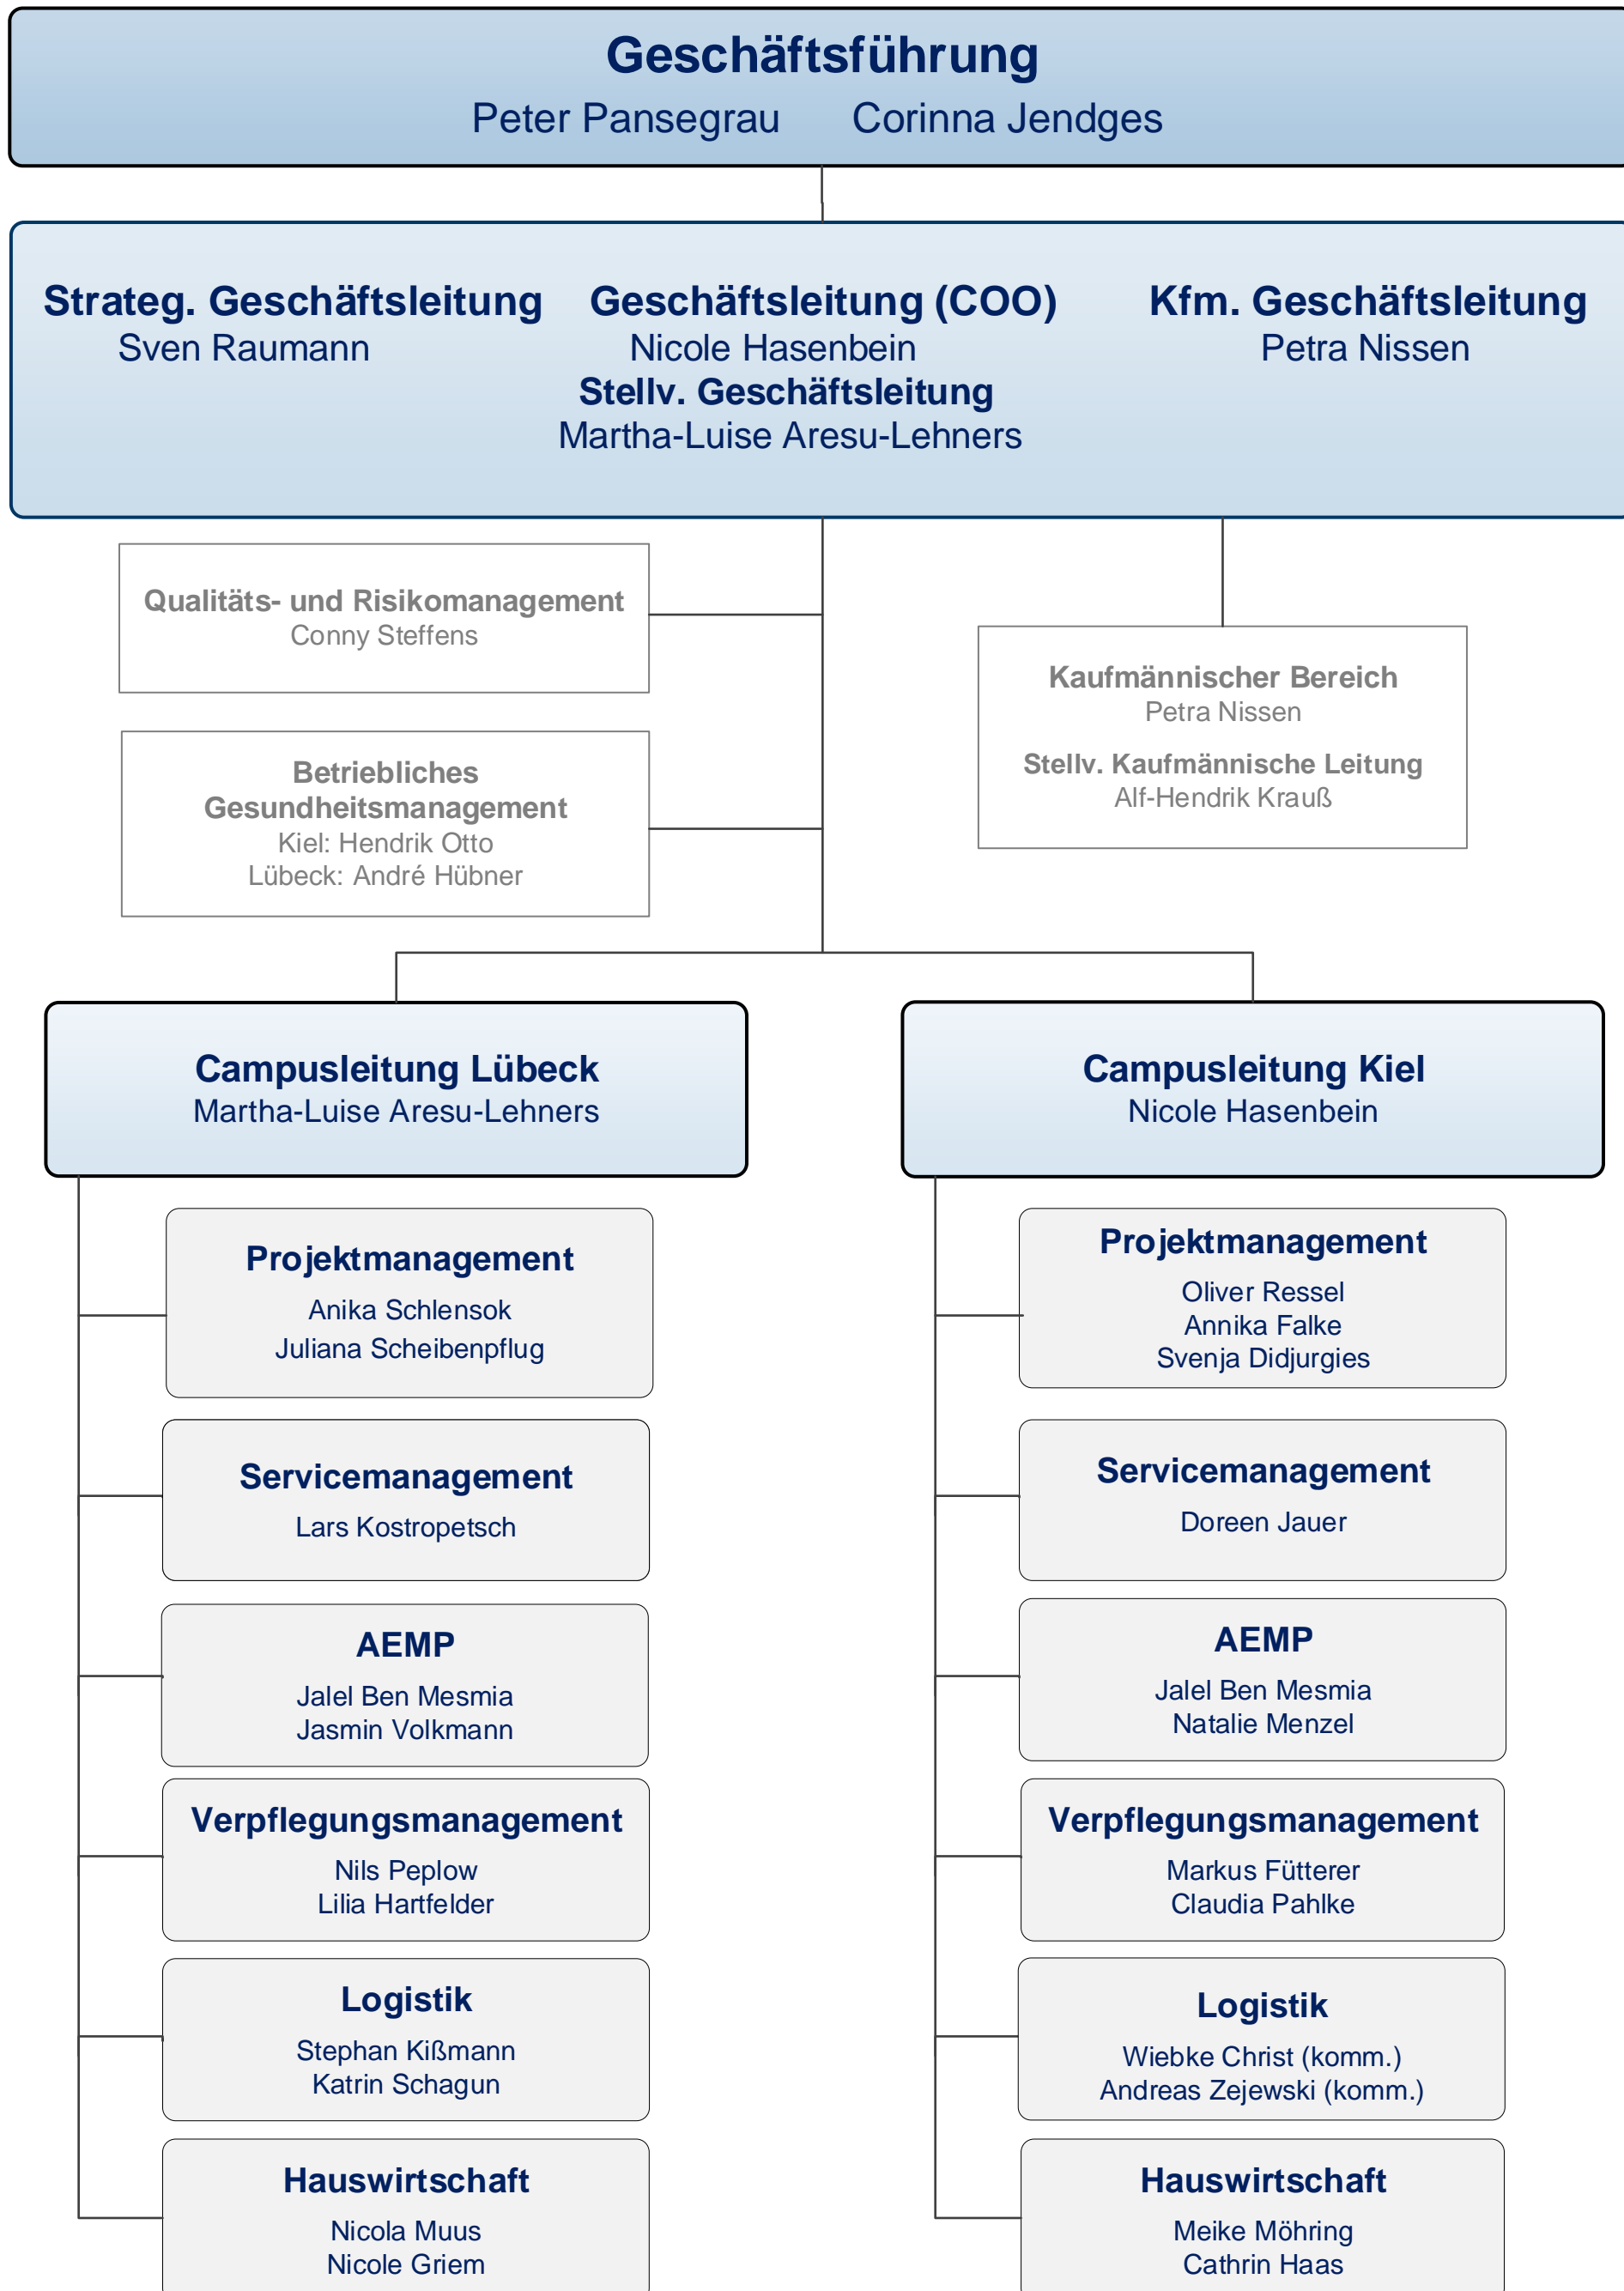 Geschäftsführung
Peter Pansegrau Corinna Jendges
Strateg. Geschäftsleitung Geschäftsleitung (COO) Kfm. Geschäftsleitung
Sven Raumann Nicole Hasenbein Petra Nissen
Stellv. Geschäftsleitung
Martha-Luise Aresu-Lehners
Qualitäts- und Risikomanagement
Conny Steffens
Kaufmännischer Bereich
Petra Nissen
Stellv. Kaufmännische Leitung
Alf-Hendrik Krauß
Betriebliches
Gesundheitsmanagement
Kiel: Hendrik Otto
Lübeck: André Hübner
Campusleitung Lübeck
Martha-Luise Aresu-Lehners
Projektmanagement
Anika Schlensok
Juliana Scheibenpflug
Servicemanagement
Lars Kostropetsch
AEMP
Jalel Ben Mesmia
Jasmin Volkmann
Verpflegungsmanagement
Nils Peplow
Lilia Hartfelder
Logistik
Stephan Kißmann
Katrin Schagun
Hauswirtschaft
Nicola Muus
Nicole Griem
Campusleitung Kiel
Nicole Hasenbein
Projektmanagement
Oliver Ressel
Annika Falke
Svenja Didjurgies
Servicemanagement
Doreen Jauer
AEMP
Jalel Ben Mesmia
Natalie Menzel
Verpflegungsmanagement
Markus Fütterer
Claudia Pahlke
Logistik
Wiebke Christ (komm.)
Andreas Zejewski (komm.)
Hauswirtschaft
Meike Möhring
Cathrin Haas